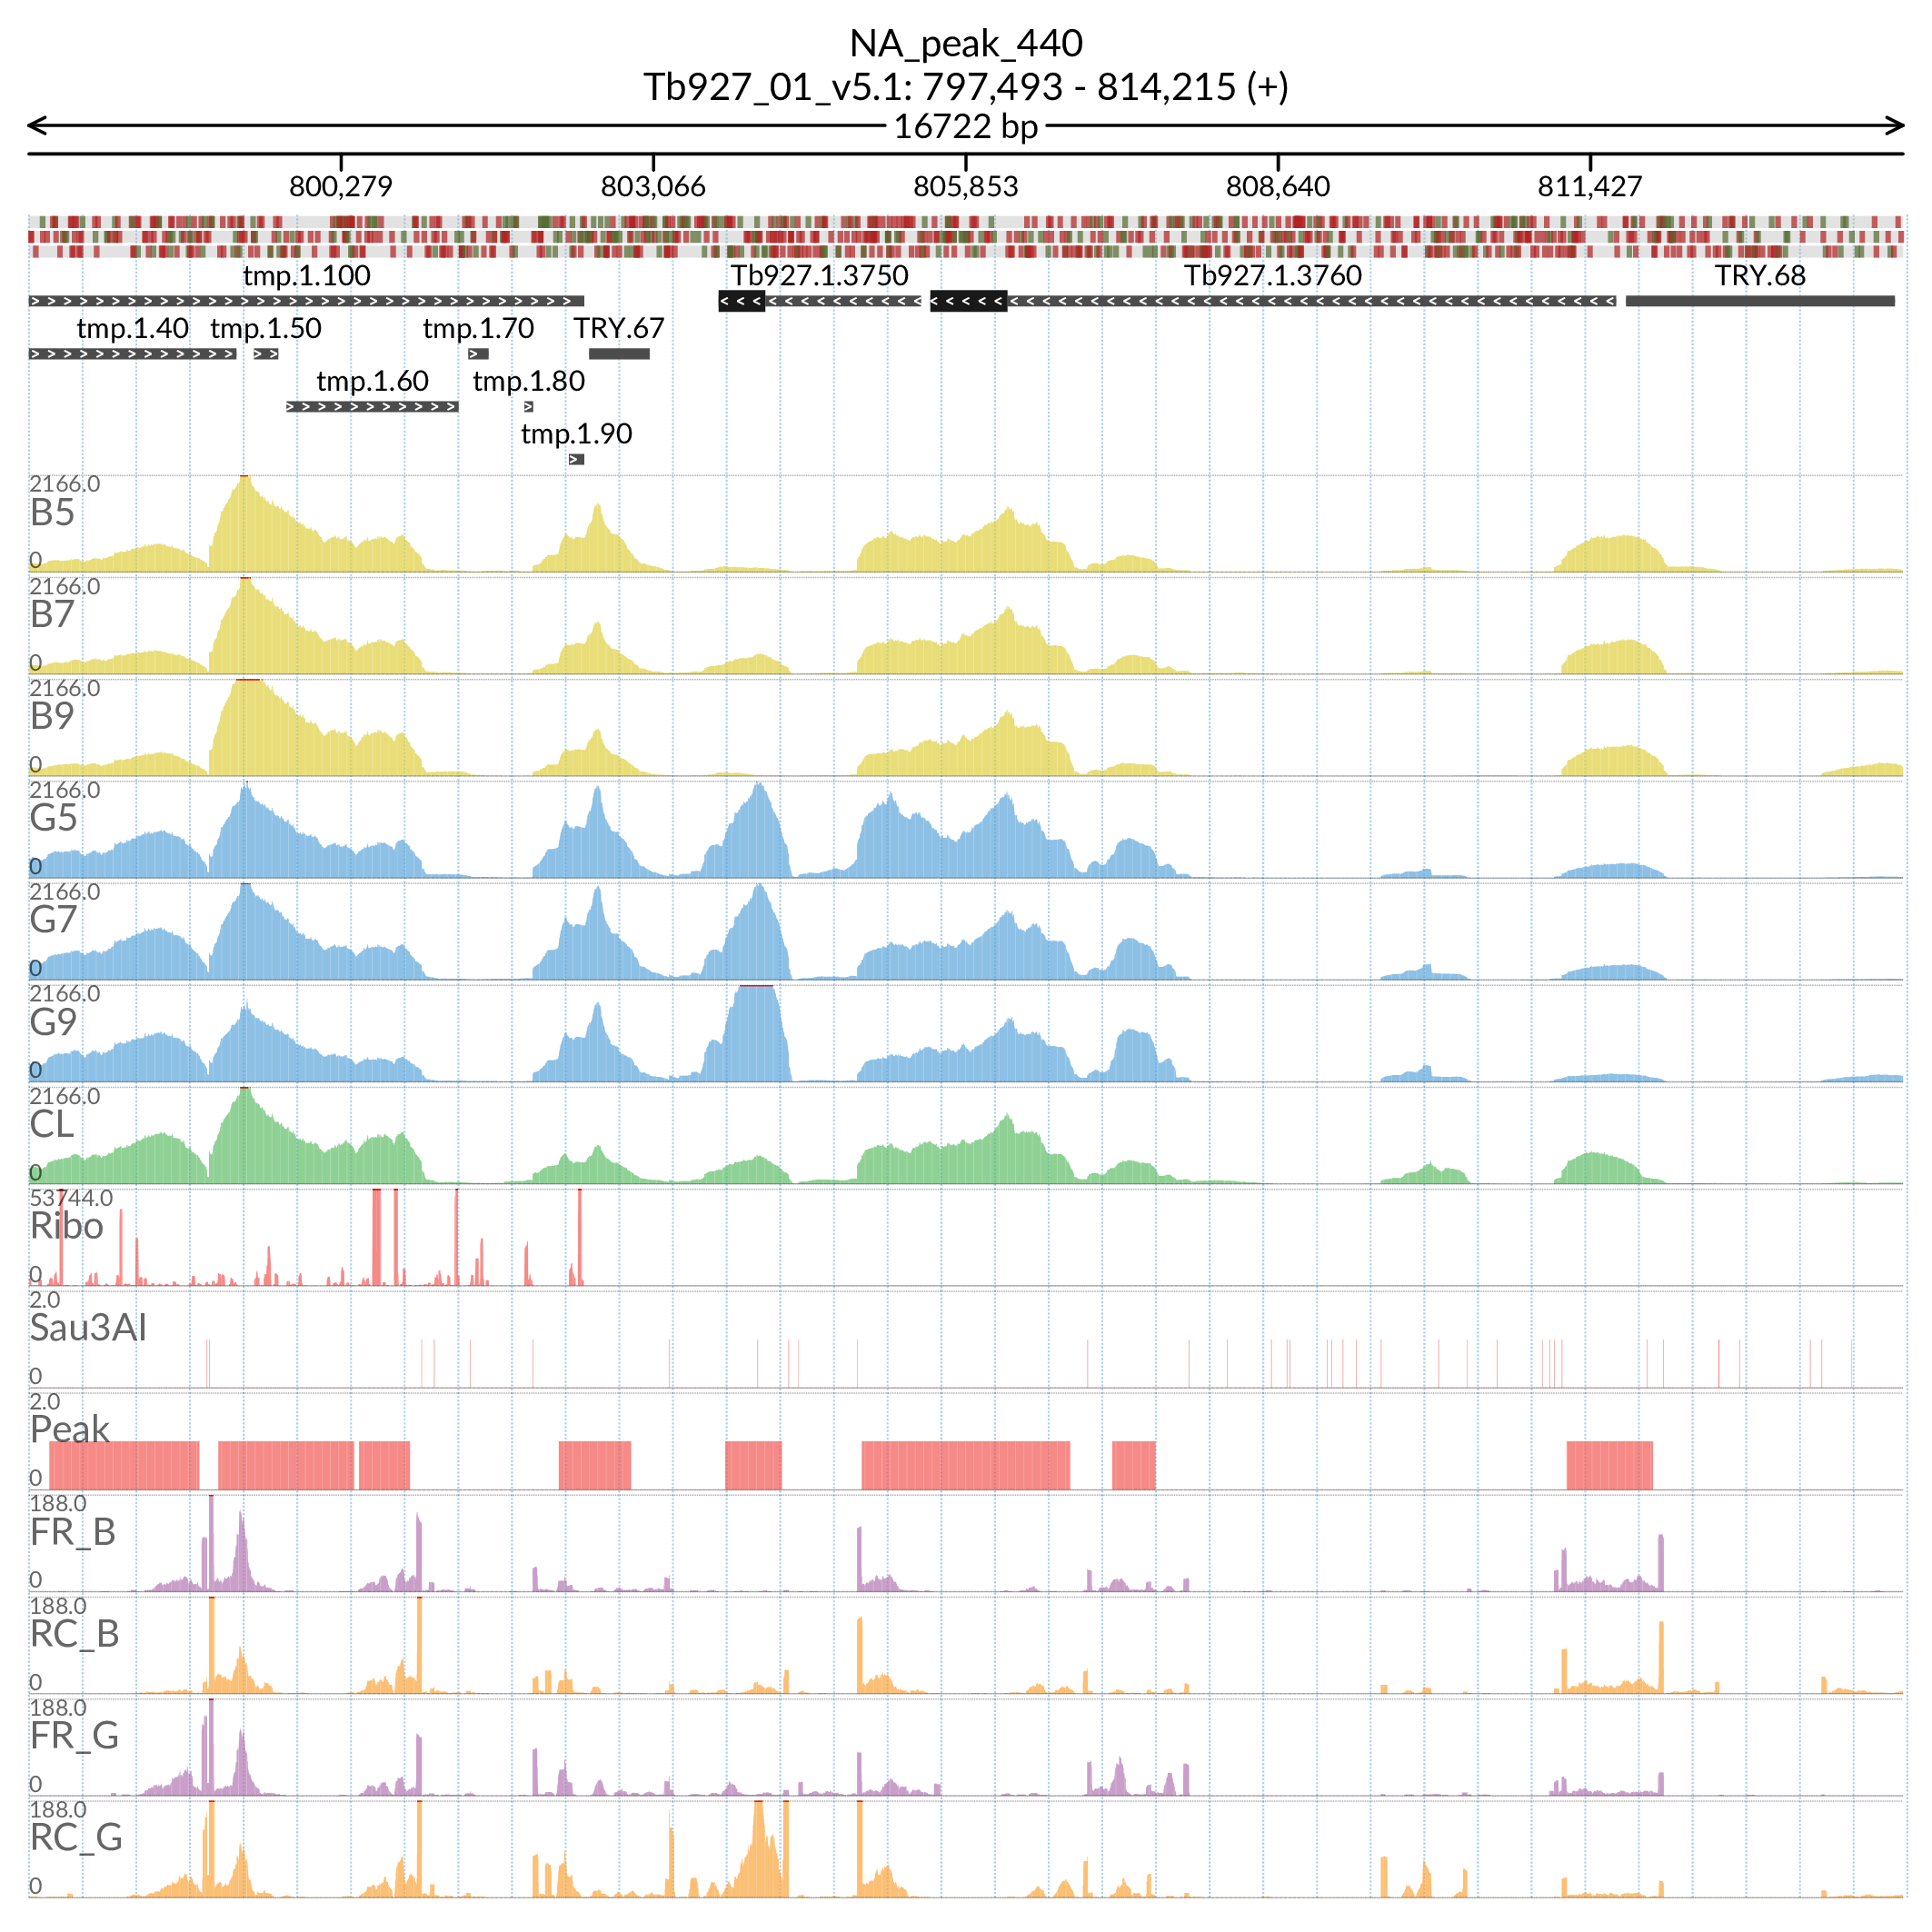 NA_peak_440
Tb927_01_v5.1: 797,493 - 814,215 (+)
16722 bp
800,279 803,066 805,853 808,640 811,427
tmp.1.100 Tb927.1.3750 Tb927.1.3760 TRY.68
tmp.1.40 tmp.1.50 tmp.1.70 TRY.67
tmp.1.60 tmp.1.80
tmp.1.90
2166.0
B5
0
2166.0
B7
0
2166.0
B9
0
2166.0
G5
0
2166.0
G7
0
2166.0
G9
0
2166.0
CL
0
53744.0
Ribo
0
2.0
Sau3AI
0
2.0
Peak
0
188.0
FR_B
0
188.0
RC_B
0
188.0
FR_G
0
188.0
RC_G
0